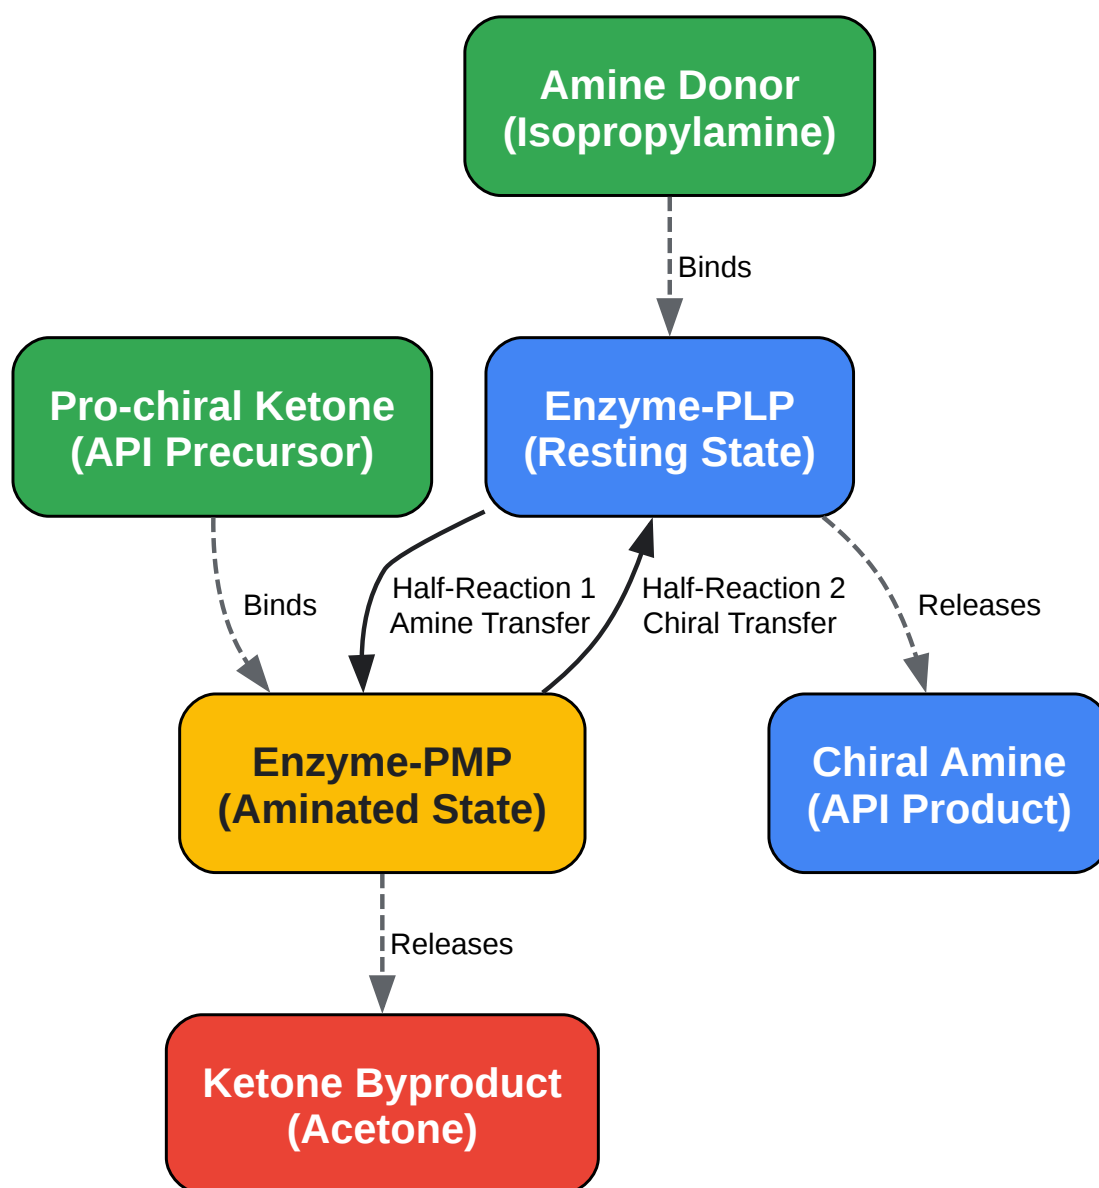 Amine Donor
(Isopropylamine)
Binds
Pro-chiral Ketone
(API Precursor)
Enzyme-PLP
(Resting State)
Binds
Half-Reaction 1
Amine Transfer
Half-Reaction 2
Chiral Transfer
Releases
Enzyme-PMP
(Aminated State)
Chiral Amine
(API Product)
Releases
Ketone Byproduct
(Acetone)